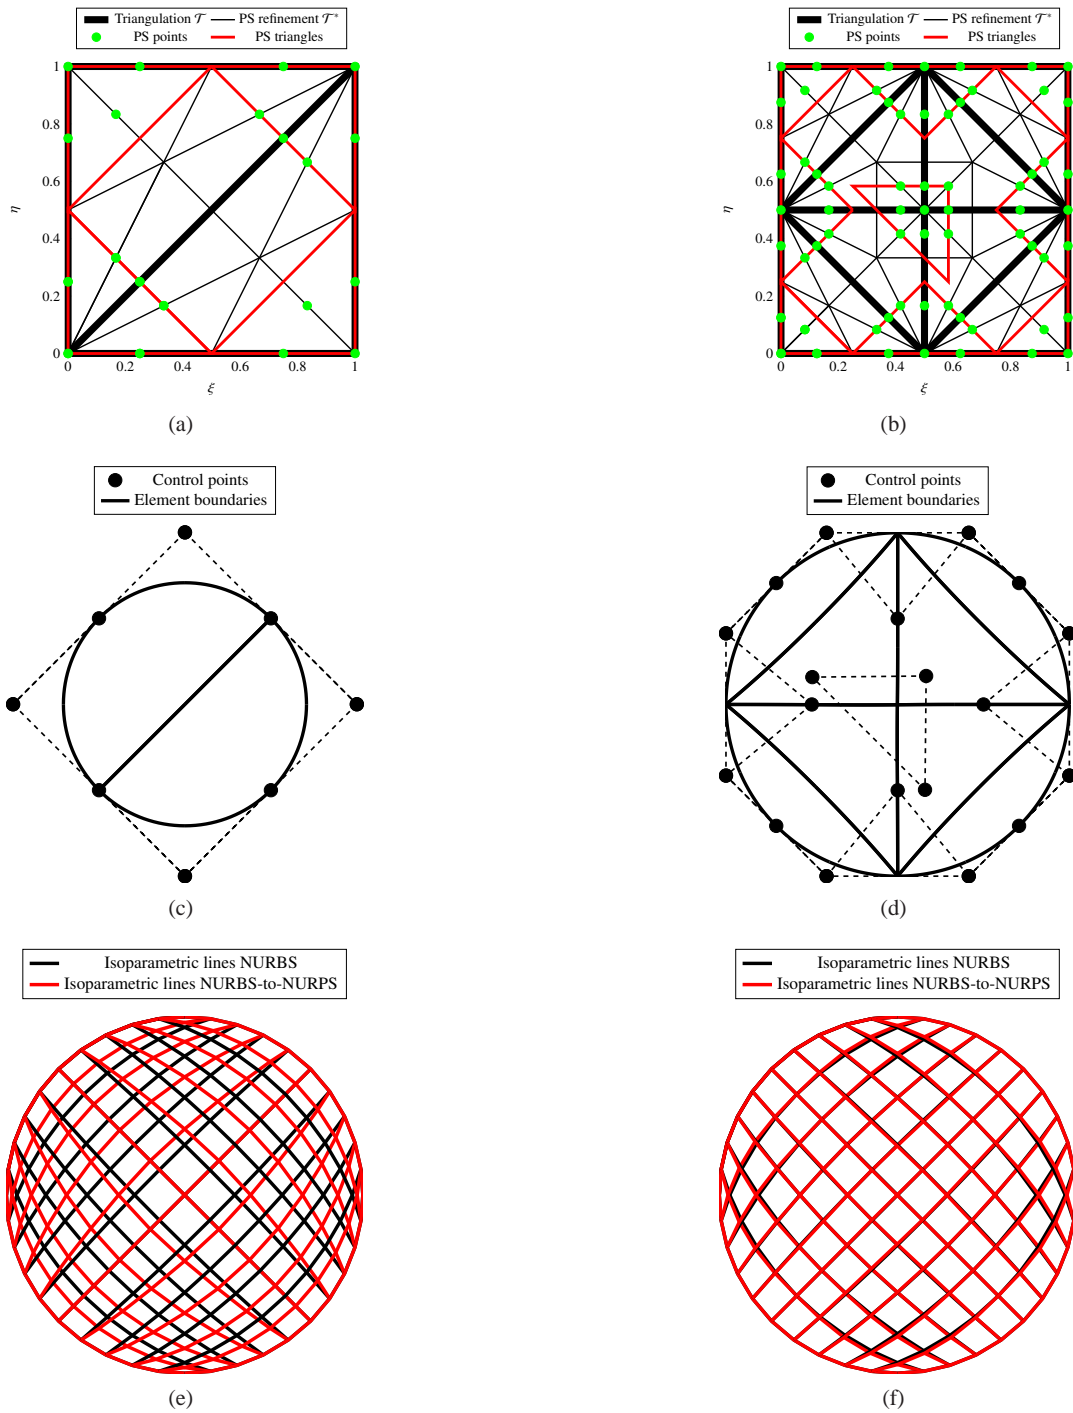 Triangulation 𝒯 PS refinement 𝒯*
PS points PS triangles
1
0.8
0.6
0.4
0.2
0
η
0 0.2 0.4 0.6 0.8 1
ξ
(a)
Triangulation 𝒯 PS refinement 𝒯*
PS points PS triangles
1
0.8
0.6
0.4
0.2
0
η
0 0.2 0.4 0.6 0.8 1
ξ
(b)
Control points
Element boundaries
(c)
Control points
Element boundaries
(d)
Isoparametric lines NURBS
Isoparametric lines NURBS-to-NURPS
(e)
Isoparametric lines NURBS
Isoparametric lines NURBS-to-NURPS
(f)